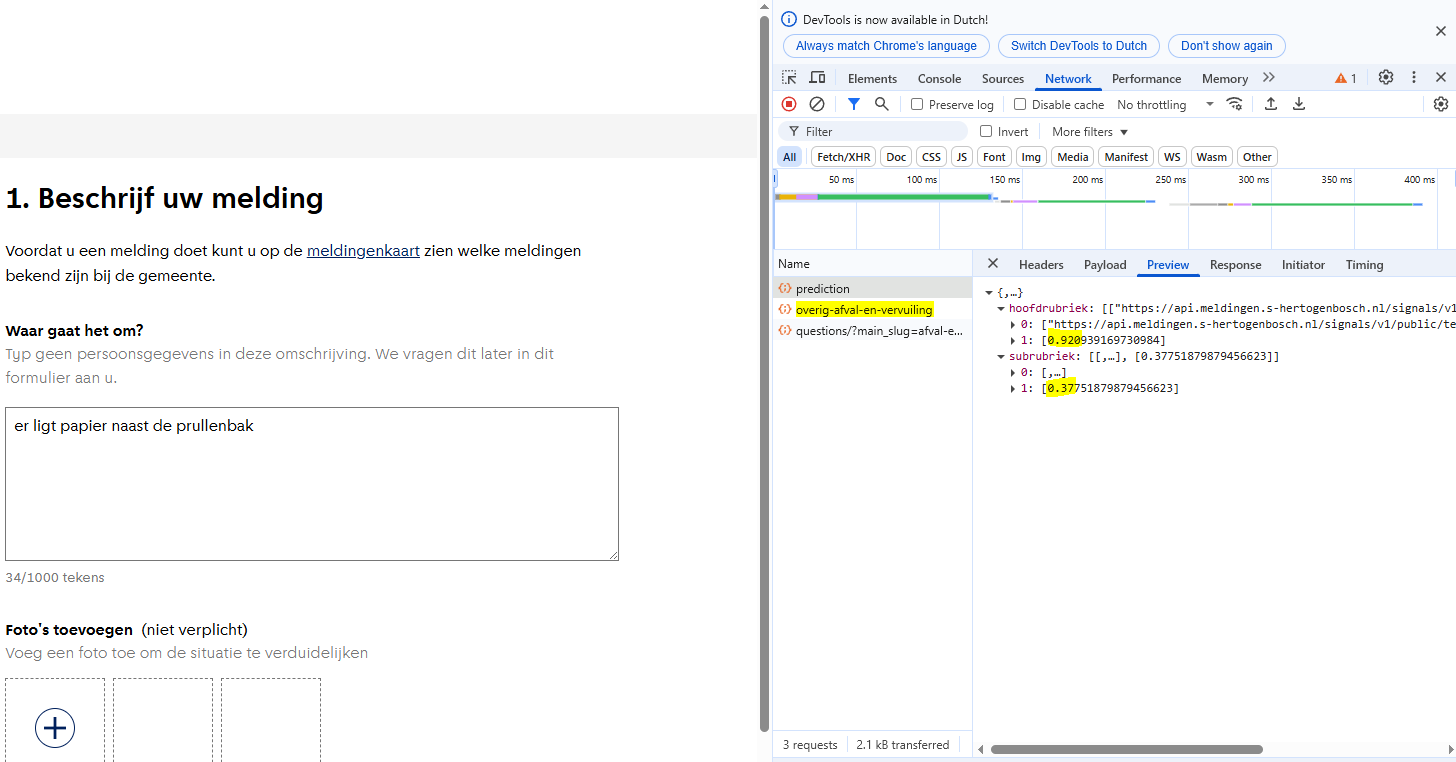 1. Beschrijf uw melding
Voordat u een melding doet kunt u op de meldingenkaart zien welke meldingen
bekend zijn bij de gemeente.
Waar gaat het om?
Typ geen persoonsgegevens in deze omschrijving. We vragen dit later in dit
formulier aan u.
er ligt papier naast de prullenbak
34/1000 tekens
Foto's toevoegen (niet verplicht)
Voeg een foto toe om de situatie te verduidelijken
DevTools is now available in Dutch!
Always match Chrome's language Switch DevTools to Dutch Don't show again
Elements Console Sources Network Performance Memory 1
Preserve log Disable cache No throttling
Filter Invert More filters
All Fetch/XHR Doc CSS JS Font Img Media Manifest WS Wasm Other
50 ms 100 ms 150 ms 200 ms 250 ms 300 ms 350 ms 400 ms
Name
prediction
overig-afval-en-vervuiling
questions/?main_slug=afval-e...
3 requests 2.1 kB transferred
Headers Payload Preview Response Initiator Timing
{,…}
hoofdrubriek: [["https://api.meldingen.s-hertogenbosch.nl/signals/v1
0: ["https://api.meldingen.s-hertogenbosch.nl/signals/v1/public/te
1: [0.920939169730984]
subrubriek: [[,…], [0.37751879879456623]]
0: [,…]
1: [0.37751879879456623]